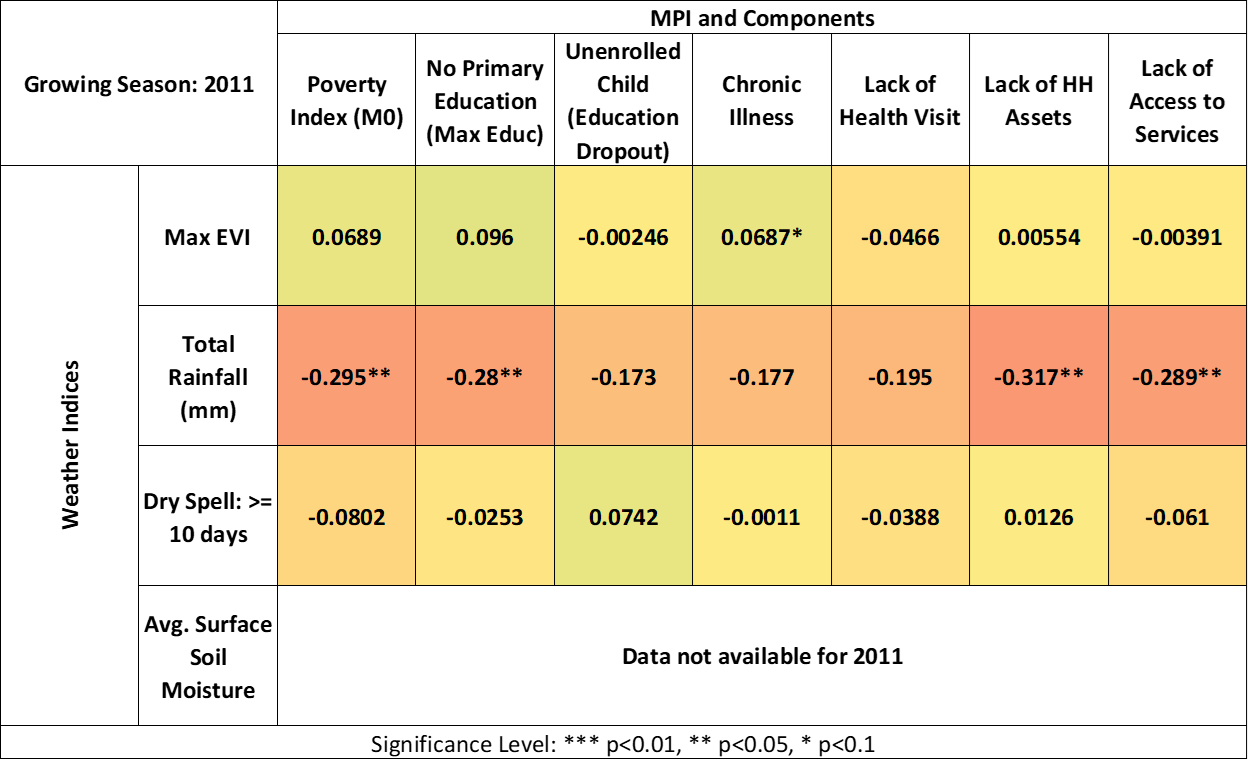 MPI and Components
Growing Season: 2011
Poverty
Index (M0)
No Primary
Education
(Max Educ)
Unenrolled
Child
(Education
Dropout)
Chronic
Illness
Lack of
Health Visit
Lack of HH
Assets
Lack of
Access to
Services
Weather Indices
Max EVI
0.0689
0.096
-0.00246
0.0687*
-0.0466
0.00554
-0.00391
Total
Rainfall
(mm)
-0.295**
-0.28**
-0.173
-0.177
-0.195
-0.317**
-0.289**
Dry Spell: >=
10 days
-0.0802
-0.0253
0.0742
-0.0011
-0.0388
0.0126
-0.061
Avg. Surface
Soil
Moisture
Data not available for 2011
Significance Level: *** p<0.01, ** p<0.05, * p<0.1